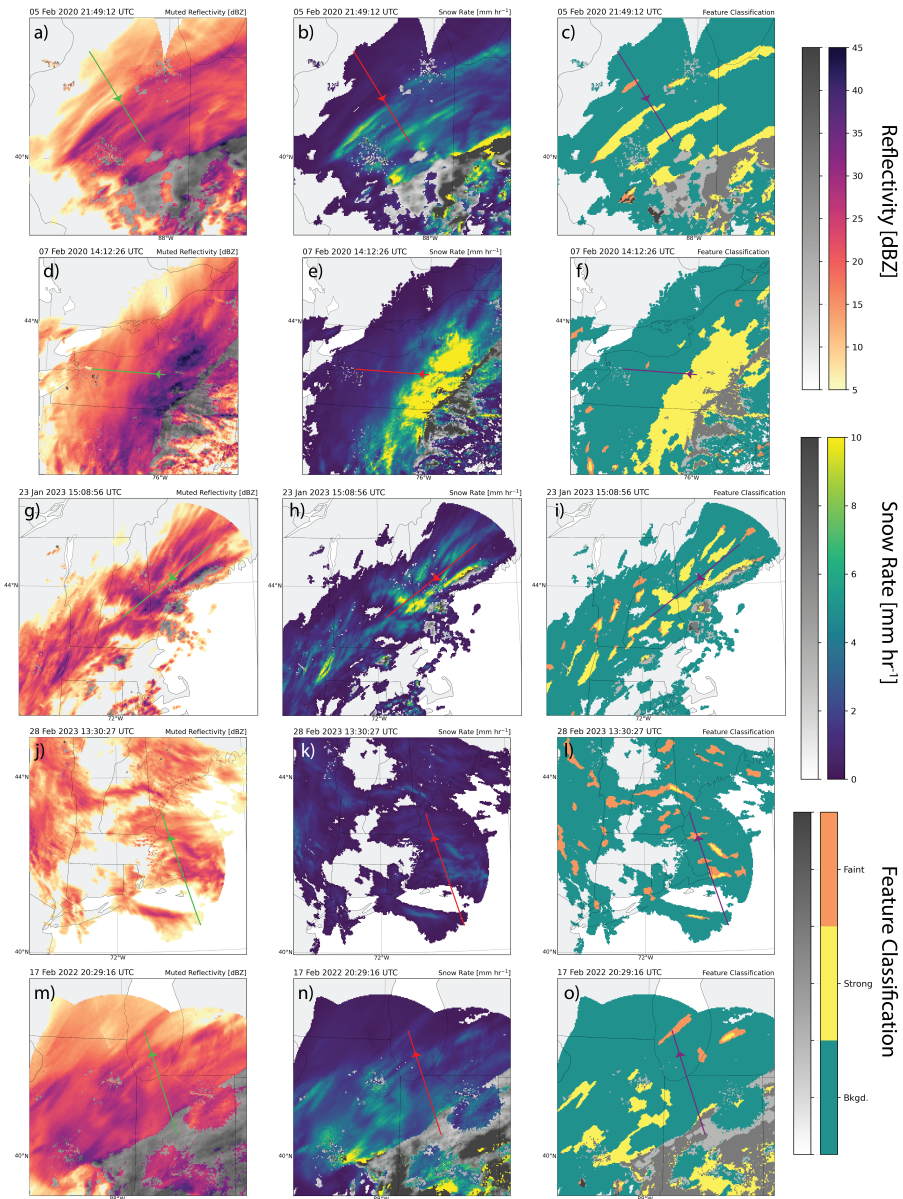 05 Feb 2020 21:49:12 UTC Muted Reflectivity [dBZ]
a)
40°N
88°W
05 Feb 2020 21:49:12 UTC Snow Rate [mm hr⁻¹]
b)
40°N
88°W
05 Feb 2020 21:49:12 UTC Feature Classification
c)
40°N
88°W
07 Feb 2020 14:12:26 UTC Muted Reflectivity [dBZ]
d)
44°N
76°W
07 Feb 2020 14:12:26 UTC Snow Rate [mm hr⁻¹]
e)
44°N
76°W
07 Feb 2020 14:12:26 UTC Feature Classification
f)
44°N
76°W
23 Jan 2023 15:08:56 UTC Muted Reflectivity [dBZ]
g)
44°N
72°W
23 Jan 2023 15:08:56 UTC Snow Rate [mm hr⁻¹]
h)
44°N
72°W
23 Jan 2023 15:08:56 UTC Feature Classification
i)
44°N
72°W
28 Feb 2023 13:30:27 UTC Muted Reflectivity [dBZ]
j)
44°N
40°N
72°W
28 Feb 2023 13:30:27 UTC Snow Rate [mm hr⁻¹]
k)
44°N
40°N
72°W
28 Feb 2023 13:30:27 UTC Feature Classification
l)
44°N
40°N
72°W
17 Feb 2022 20:29:16 UTC Muted Reflectivity [dBZ]
m)
40°N
88°W
17 Feb 2022 20:29:16 UTC Snow Rate [mm hr⁻¹]
n)
40°N
88°W
17 Feb 2022 20:29:16 UTC Feature Classification
o)
40°N
88°W
45
40
35
30
25
20
15
10
5
Reflectivity [dBZ]
10
8
6
4
2
0
Snow Rate [mm hr⁻¹]
Faint
Strong
Bkgd.
Feature Classification